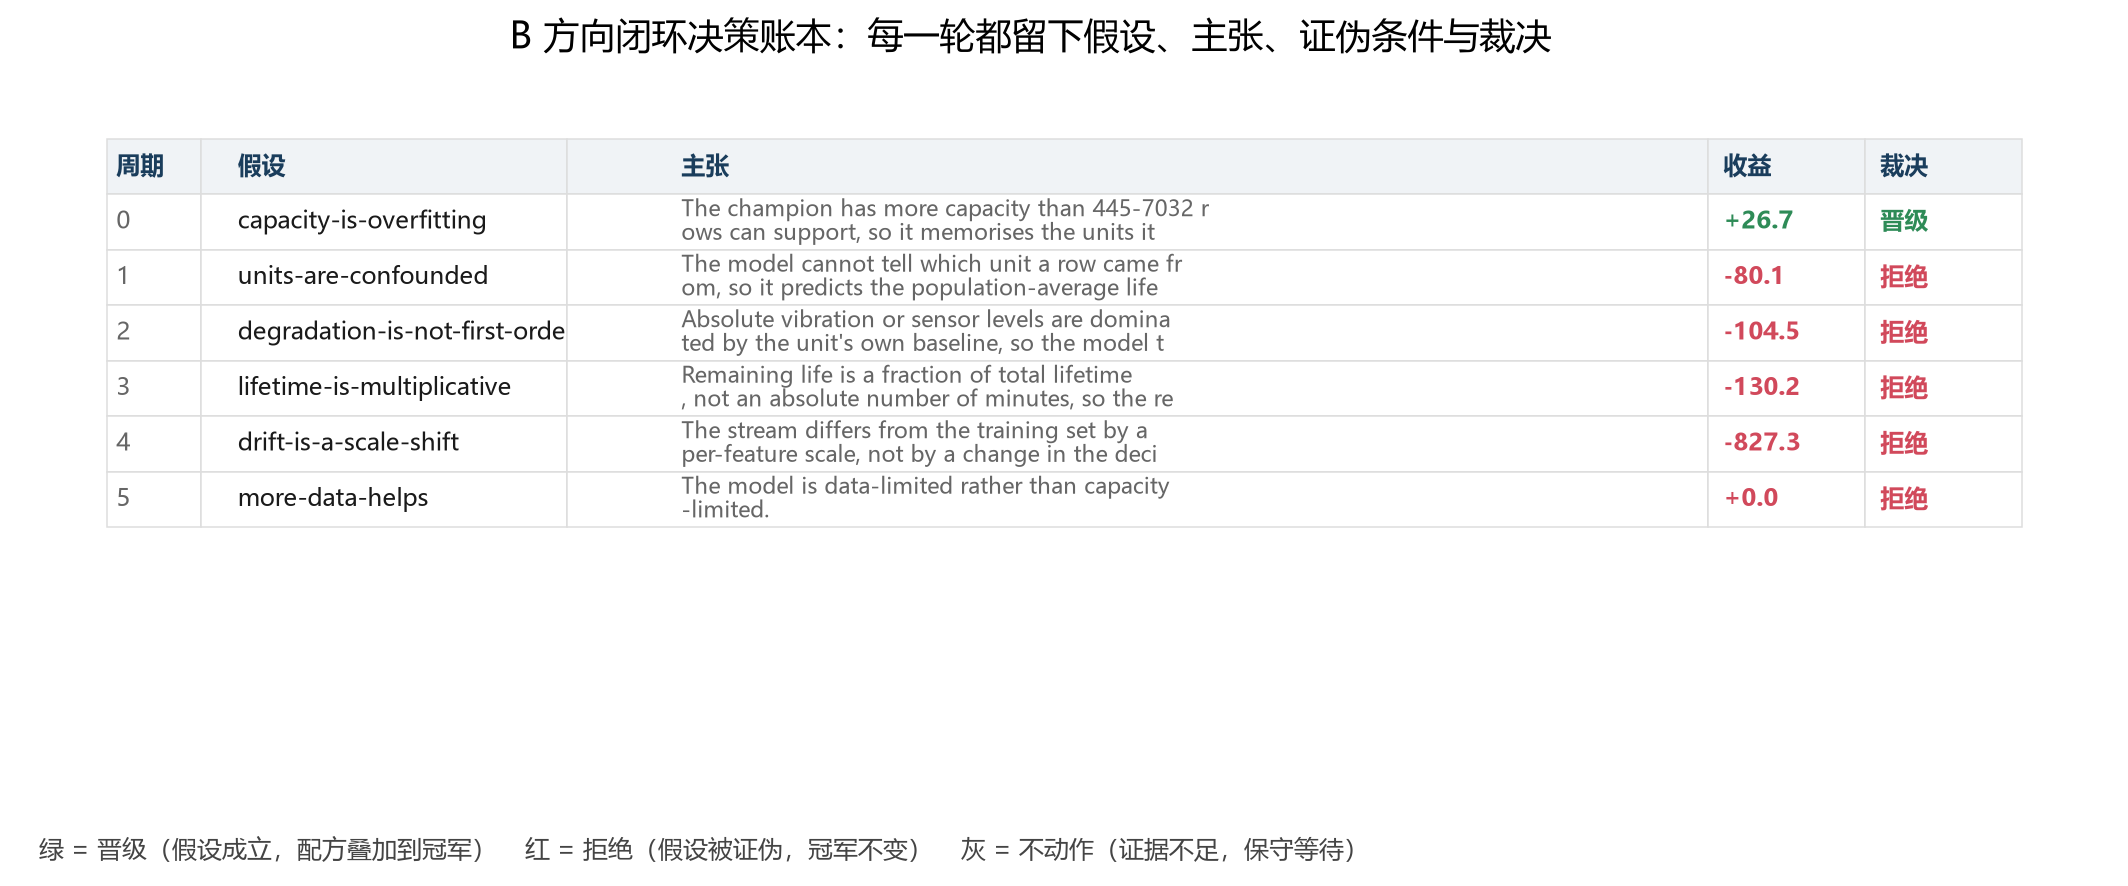 B 方向闭环决策账本：每一轮都留下假设、主张、证伪条件与裁决
周期 假设 主张 收益 裁决
0 capacity-is-overfitting The champion has more capacity than 445-7032 r +26.7 晋级
ows can support, so it memorises the units it
1 units-are-confounded The model cannot tell which unit a row came fr -80.1 拒绝
om, so it predicts the population-average life
2 degradation-is-not-first-orde Absolute vibration or sensor levels are domina -104.5 拒绝
ted by the unit's own baseline, so the model t
3 lifetime-is-multiplicative Remaining life is a fraction of total lifetime -130.2 拒绝
, not an absolute number of minutes, so the re
4 drift-is-a-scale-shift The stream differs from the training set by a -827.3 拒绝
per-feature scale, not by a change in the deci
5 more-data-helps The model is data-limited rather than capacity +0.0 拒绝
-limited.
绿 = 晋级（假设成立，配方叠加到冠军） 红 = 拒绝（假设被证伪，冠军不变） 灰 = 不动作（证据不足，保守等待）